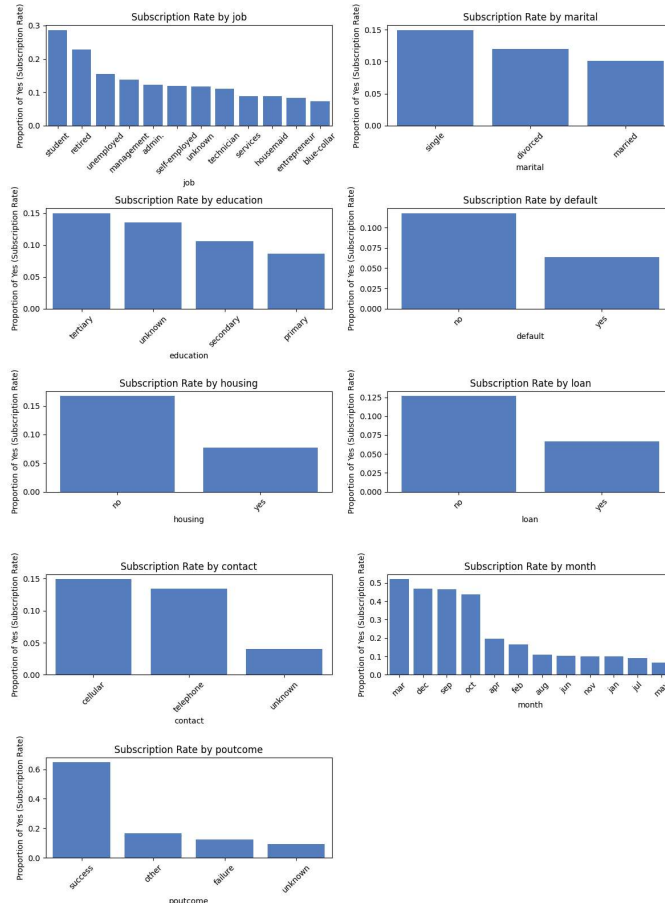 Subscription Rate by job
Proportion of Yes (Subscription Rate)
0.3
0.2
0.1
0.0
student
retired
unemployed
management
admin.
self-employed
unknown
technician
services
housemaid
entrepreneur
blue-collar
job
Subscription Rate by marital
Proportion of Yes (Subscription Rate)
0.15
0.10
0.05
0.00
single
divorced
married
marital
Subscription Rate by education
Proportion of Yes (Subscription Rate)
0.15
0.10
0.05
0.00
tertiary
unknown
secondary
primary
education
Subscription Rate by default
Proportion of Yes (Subscription Rate)
0.100
0.075
0.050
0.025
0.000
no
yes
default
Subscription Rate by housing
Proportion of Yes (Subscription Rate)
0.15
0.10
0.05
0.00
no
yes
housing
Subscription Rate by loan
Proportion of Yes (Subscription Rate)
0.125
0.100
0.075
0.050
0.025
0.000
no
yes
loan
Subscription Rate by contact
Proportion of Yes (Subscription Rate)
0.15
0.10
0.05
0.00
cellular
telephone
unknown
contact
Subscription Rate by month
Proportion of Yes (Subscription Rate)
0.5
0.4
0.3
0.2
0.1
0.0
mar
dec
sep
oct
apr
feb
aug
jun
nov
jan
jul
may
month
Subscription Rate by poutcome
Proportion of Yes (Subscription Rate)
0.6
0.4
0.2
0.0
success
other
failure
unknown
poutcome